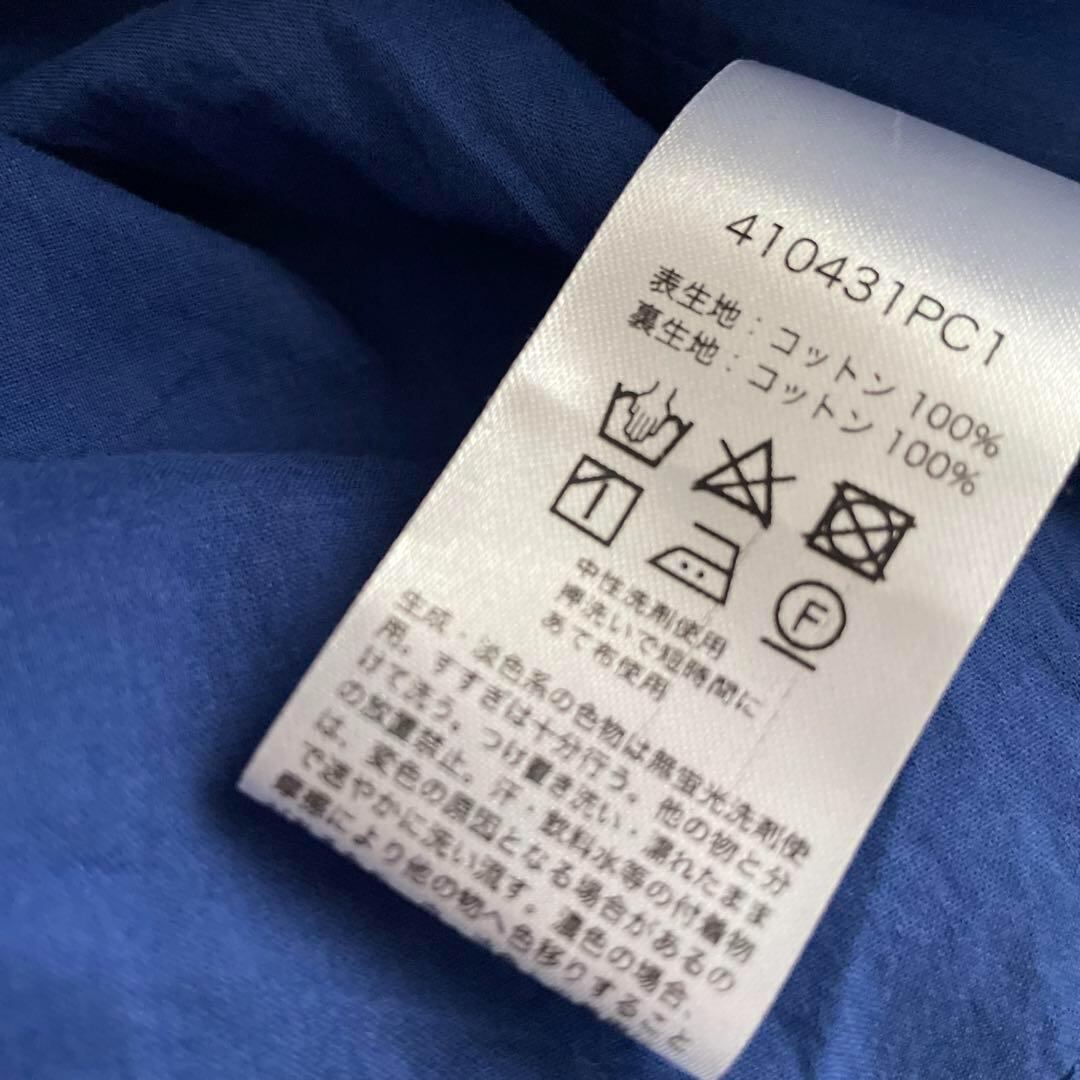 410431PC1
表生地：コットン 100%
裏生地：コットン 100%
F
中性洗剤使用
押洗いで短時間に
あて布使用
生成・淡色系の色物は無蛍光洗剤使
用。すすぎは十分行う。他の物と分
けて洗う。つけ置き洗い・濡れたまま
の放置禁止。汗・飲料水等の付着物
は、変色の原因となる場合があるの
で速やかに洗い流す。濃色の場合、
摩擦により他の物へ色移りすること